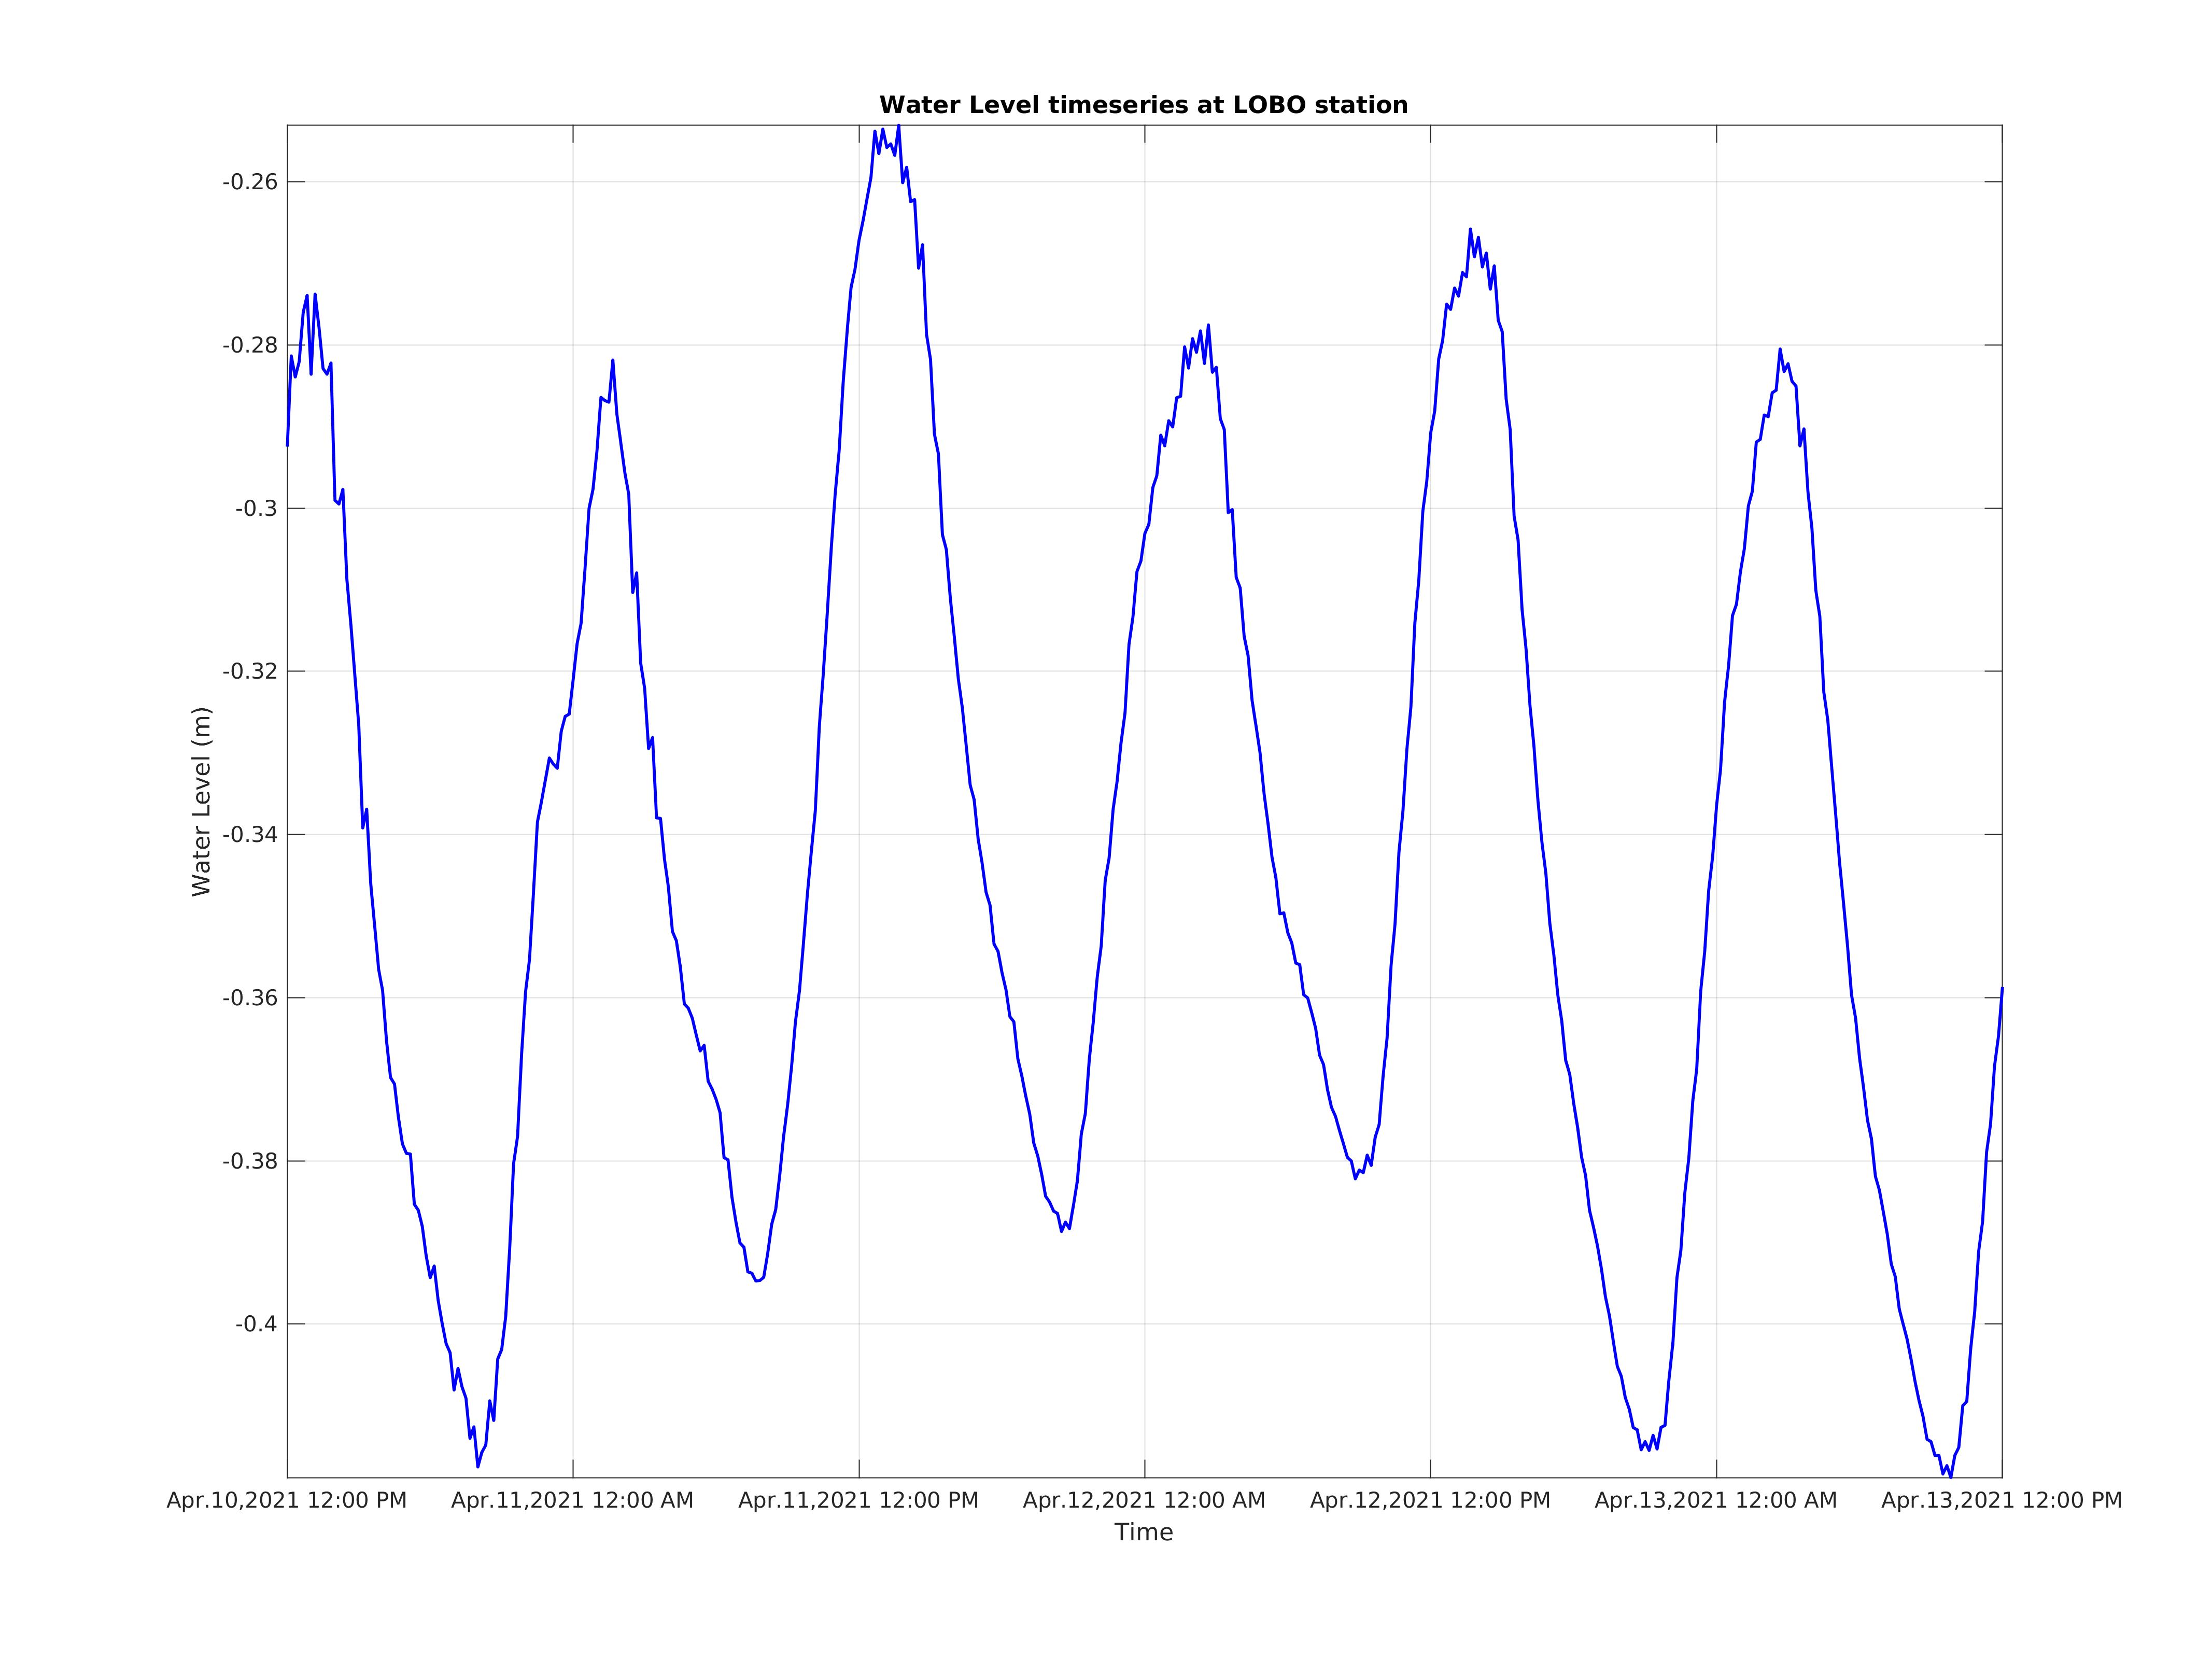 Water Level timeseries at LOBO station
-0.26
-0.28
-0.3
-0.32
-0.34
-0.36
-0.38
-0.4
Water Level (m)
Apr.10,2021 12:00 PM Apr.11,2021 12:00 AM Apr.11,2021 12:00 PM Apr.12,2021 12:00 AM Apr.12,2021 12:00 PM Apr.13,2021 12:00 AM Apr.13,2021 12:00 PM
Time